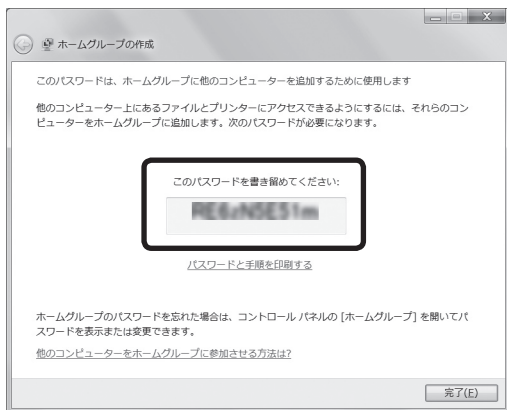 ホームグループの作成
このパスワードは、ホームグループに他のコンピューターを追加するために使用します
他のコンピューター上にあるファイルとプリンターにアクセスできるようにするには、それらのコン
ピューターをホームグループに追加します。次のパスワードが必要になります。
このパスワードを書き留めてください:
パスワードと手順を印刷する
ホームグループのパスワードを忘れた場合は、コントロール パネルの [ホームグループ] を開いてパ
スワードを表示または変更できます。
他のコンピューターをホームグループに参加させる方法は?
完了(F)